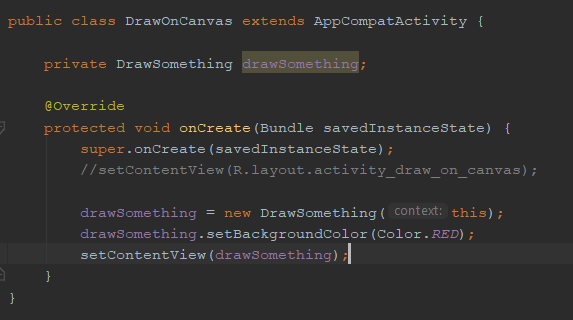 public class DrawOnCanvas extends AppCompatActivity {
private DrawSomething drawSomething;
@Override
protected void onCreate(Bundle savedInstanceState) {
super.onCreate(savedInstanceState);
//setContentView(R.layout.activity_draw_on_canvas);
drawSomething = new DrawSomething( context: this);
drawSomething.setBackgroundColor(Color.RED);
setContentView(drawSomething);
}
}